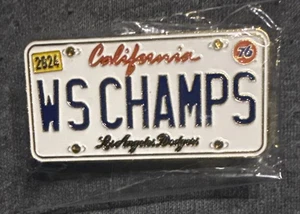 California
2024 76
WS CHAMPS
Los Angeles Dodgers